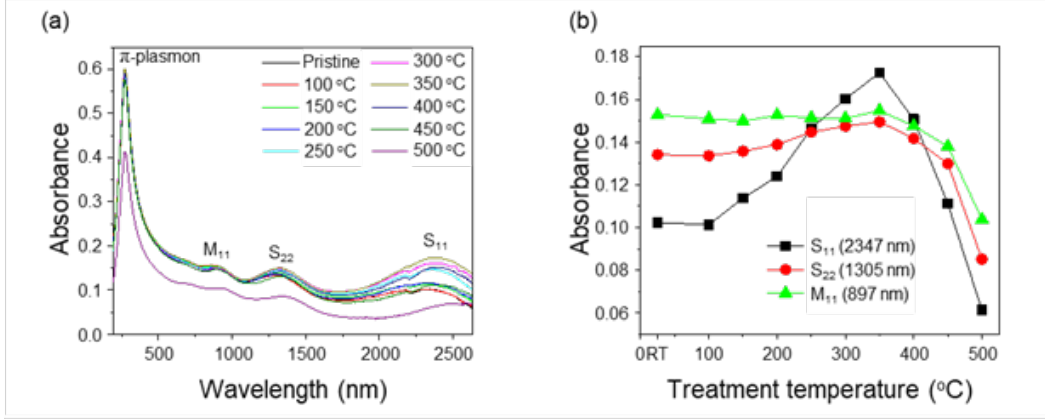 (a)
(b)
π-plasmon
Pristine
100 °C
150 °C
200 °C
250 °C
300 °C
350 °C
400 °C
450 °C
500 °C
M₁₁
S₂₂
S₁₁
0.6
0.5
0.4
0.3
0.2
0.1
0.0
Absorbance
500
1000
1500
2000
2500
Wavelength (nm)
0.16
0.14
0.12
0.10
0.08
0.06
Absorbance
S₁₁ (2347 nm)
S₂₂ (1305 nm)
M₁₁ (897 nm)
0RT
100
200
300
400
500
Treatment temperature (°C)